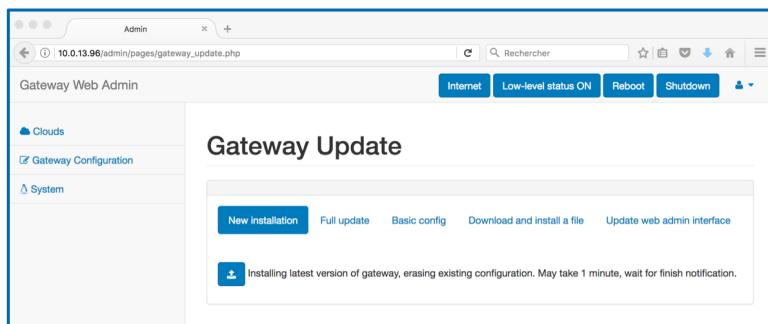 Admin
10.0.13.96/admin/pages/gateway_update.php
Rechercher
Gateway Web Admin
Internet
Low-level status ON
Reboot
Shutdown
Clouds
Gateway Configuration
System
Gateway Update
New installation
Full update
Basic config
Download and install a file
Update web admin interface
Installing latest version of gateway, erasing existing configuration. May take 1 minute, wait for finish notification.